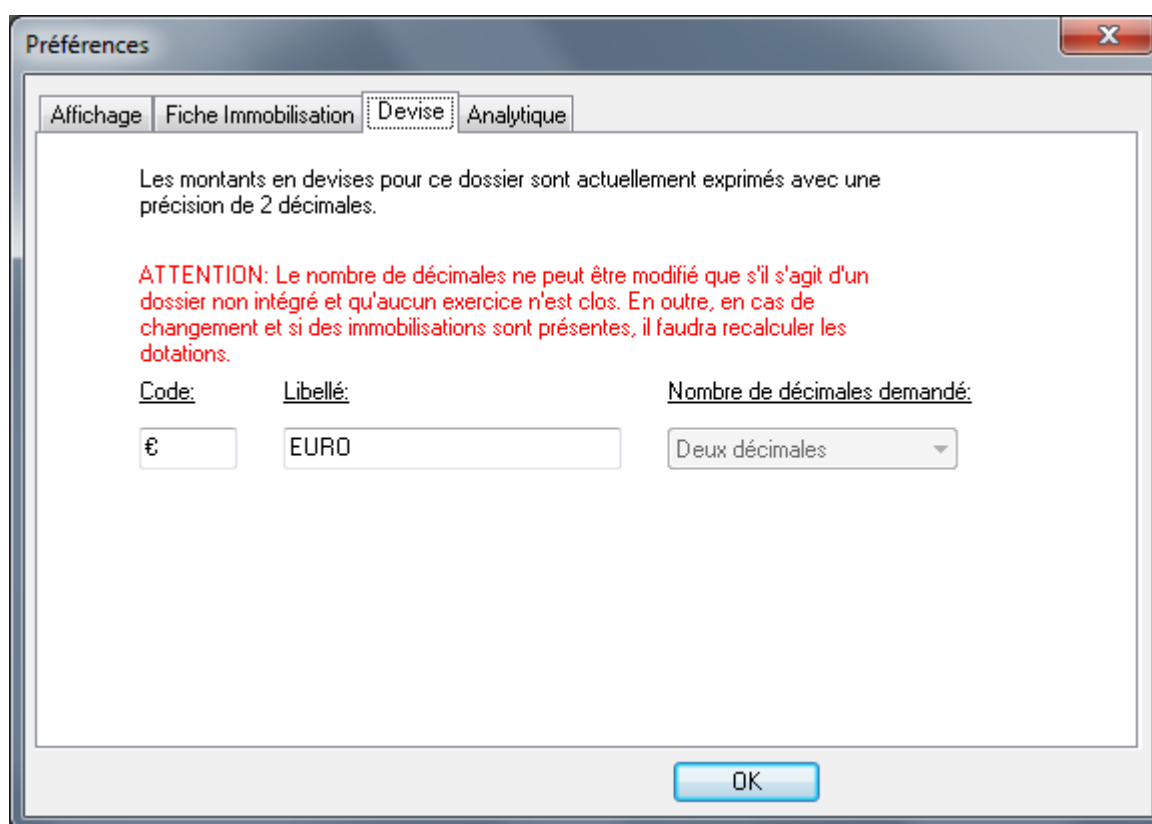 Préférences
Affichage
Fiche Immobilisation
Devise
Analytique
Les montants en devises pour ce dossier sont actuellement exprimés avec une
précision de 2 décimales.
ATTENTION: Le nombre de décimales ne peut être modifié que s'il s'agit d'un
dossier non intégré et qu'aucun exercice n'est clos. En outre, en cas de
changement et si des immobilisations sont présentes, il faudra recalculer les
dotations.
Code:
Libellé:
Nombre de décimales demandé:
€
EURO
Deux décimales
OK